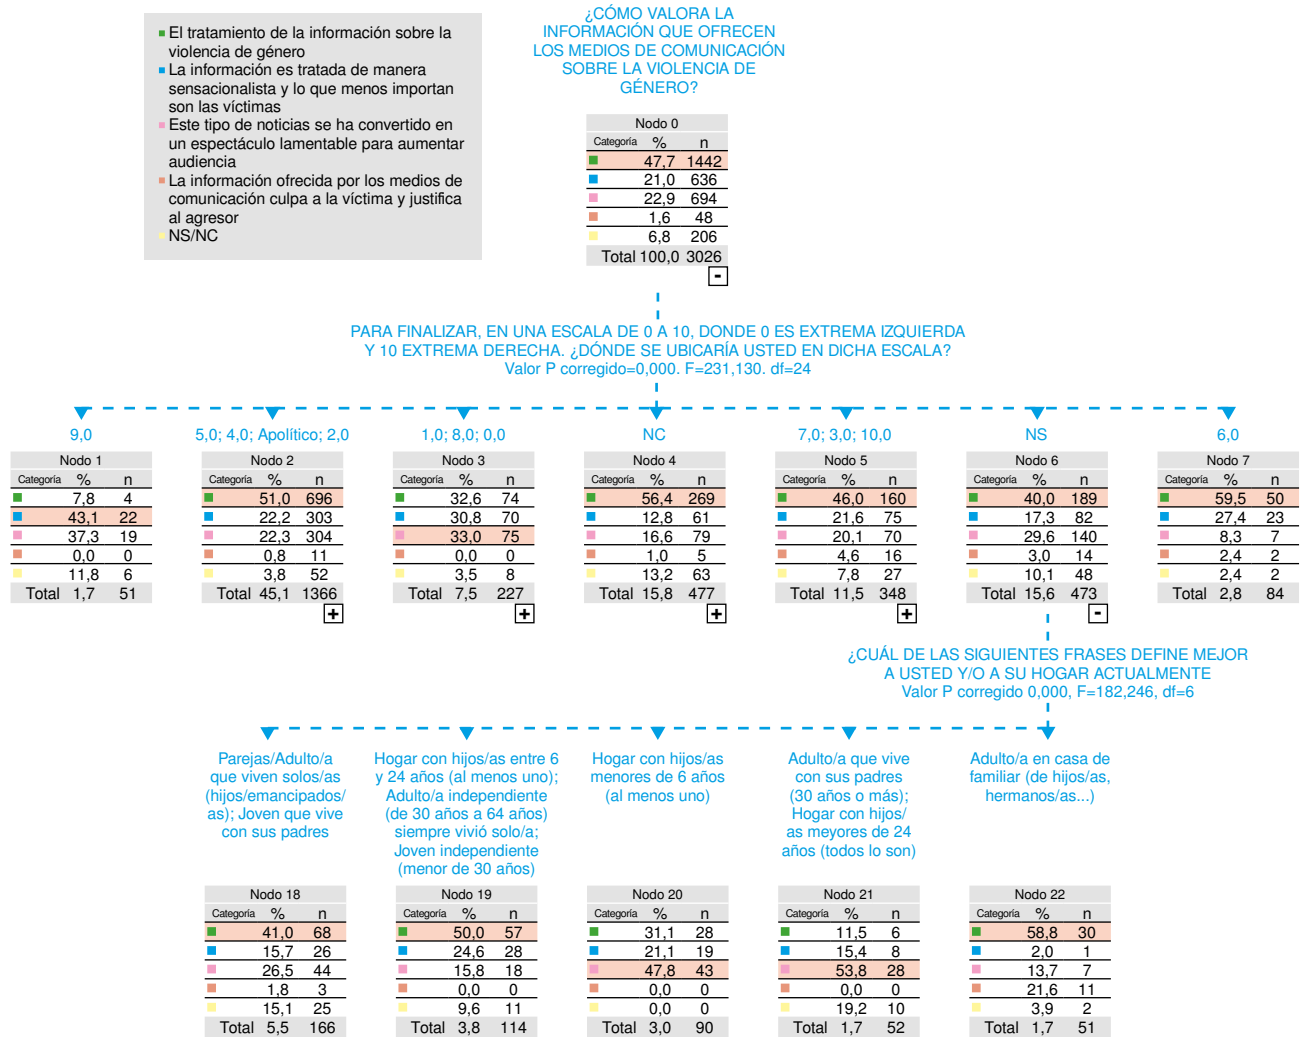 ¿CÓMO VALORA LA
INFORMACIÓN QUE OFRECEN
LOS MEDIOS DE COMUNICACIÓN
SOBRE LA VIOLENCIA DE
GÉNERO?
El tratamiento de la información sobre la
violencia de género
La información es tratada de manera
sensacionalista y lo que menos importan
son las víctimas
Este tipo de noticias se ha convertido en
un espectáculo lamentable para aumentar
audiencia
La información ofrecida por los medios de
comunicación culpa a la víctima y justifica
al agresor
NS/NC
Nodo 0
Categoría % n
47,7 1442
21,0 636
22,9 694
1,6 48
6,8 206
Total 100,0 3026
-
PARA FINALIZAR, EN UNA ESCALA DE 0 A 10, DONDE 0 ES EXTREMA IZQUIERDA
Y 10 EXTREMA DERECHA. ¿DÓNDE SE UBICARÍA USTED EN DICHA ESCALA?
Valor P corregido=0,000. F=231,130. df=24
9,0
Nodo 1
Categoría % n
7,8 4
43,1 22
37,3 19
0,0 0
11,8 6
Total 1,7 51
5,0; 4,0; Apolítico; 2,0
Nodo 2
Categoría % n
51,0 696
22,2 303
22,3 304
0,8 11
3,8 52
Total 45,1 1366
+
1,0; 8,0; 0,0
Nodo 3
Categoría % n
32,6 74
30,8 70
33,0 75
0,0 0
3,5 8
Total 7,5 227
+
NC
Nodo 4
Categoría % n
56,4 269
12,8 61
16,6 79
1,0 5
13,2 63
Total 15,8 477
+
7,0; 3,0; 10,0
Nodo 5
Categoría % n
46,0 160
21,6 75
20,1 70
4,6 16
7,8 27
Total 11,5 348
+
NS
Nodo 6
Categoría % n
40,0 189
17,3 82
29,6 140
3,0 14
10,1 48
Total 15,6 473
-
6,0
Nodo 7
Categoría % n
59,5 50
27,4 23
8,3 7
2,4 2
2,4 2
Total 2,8 84
¿CUÁL DE LAS SIGUIENTES FRASES DEFINE MEJOR
A USTED Y/O A SU HOGAR ACTUALMENTE
Valor P corregido 0,000, F=182,246, df=6
Parejas/Adulto/a
que viven solos/as
(hijos/emancipados/
as); Joven que vive
con sus padres
Nodo 18
Categoría % n
41,0 68
15,7 26
26,5 44
1,8 3
15,1 25
Total 5,5 166
Hogar con hijos/as entre 6
y 24 años (al menos uno);
Adulto/a independiente
(de 30 años a 64 años)
siempre vivió solo/a;
Joven independiente
(menor de 30 años)
Nodo 19
Categoría % n
50,0 57
24,6 28
15,8 18
0,0 0
9,6 11
Total 3,8 114
Hogar con hijos/as
menores de 6 años
(al menos uno)
Nodo 20
Categoría % n
31,1 28
21,1 19
47,8 43
0,0 0
0,0 0
Total 3,0 90
Adulto/a que vive
con sus padres
(30 años o más);
Hogar con hijos/
as meyores de 24
años (todos lo son)
Nodo 21
Categoría % n
11,5 6
15,4 8
53,8 28
0,0 0
19,2 10
Total 1,7 52
Adulto/a en casa de
familiar (de hijos/as,
hermanos/as...)
Nodo 22
Categoría % n
58,8 30
2,0 1
13,7 7
21,6 11
3,9 2
Total 1,7 51